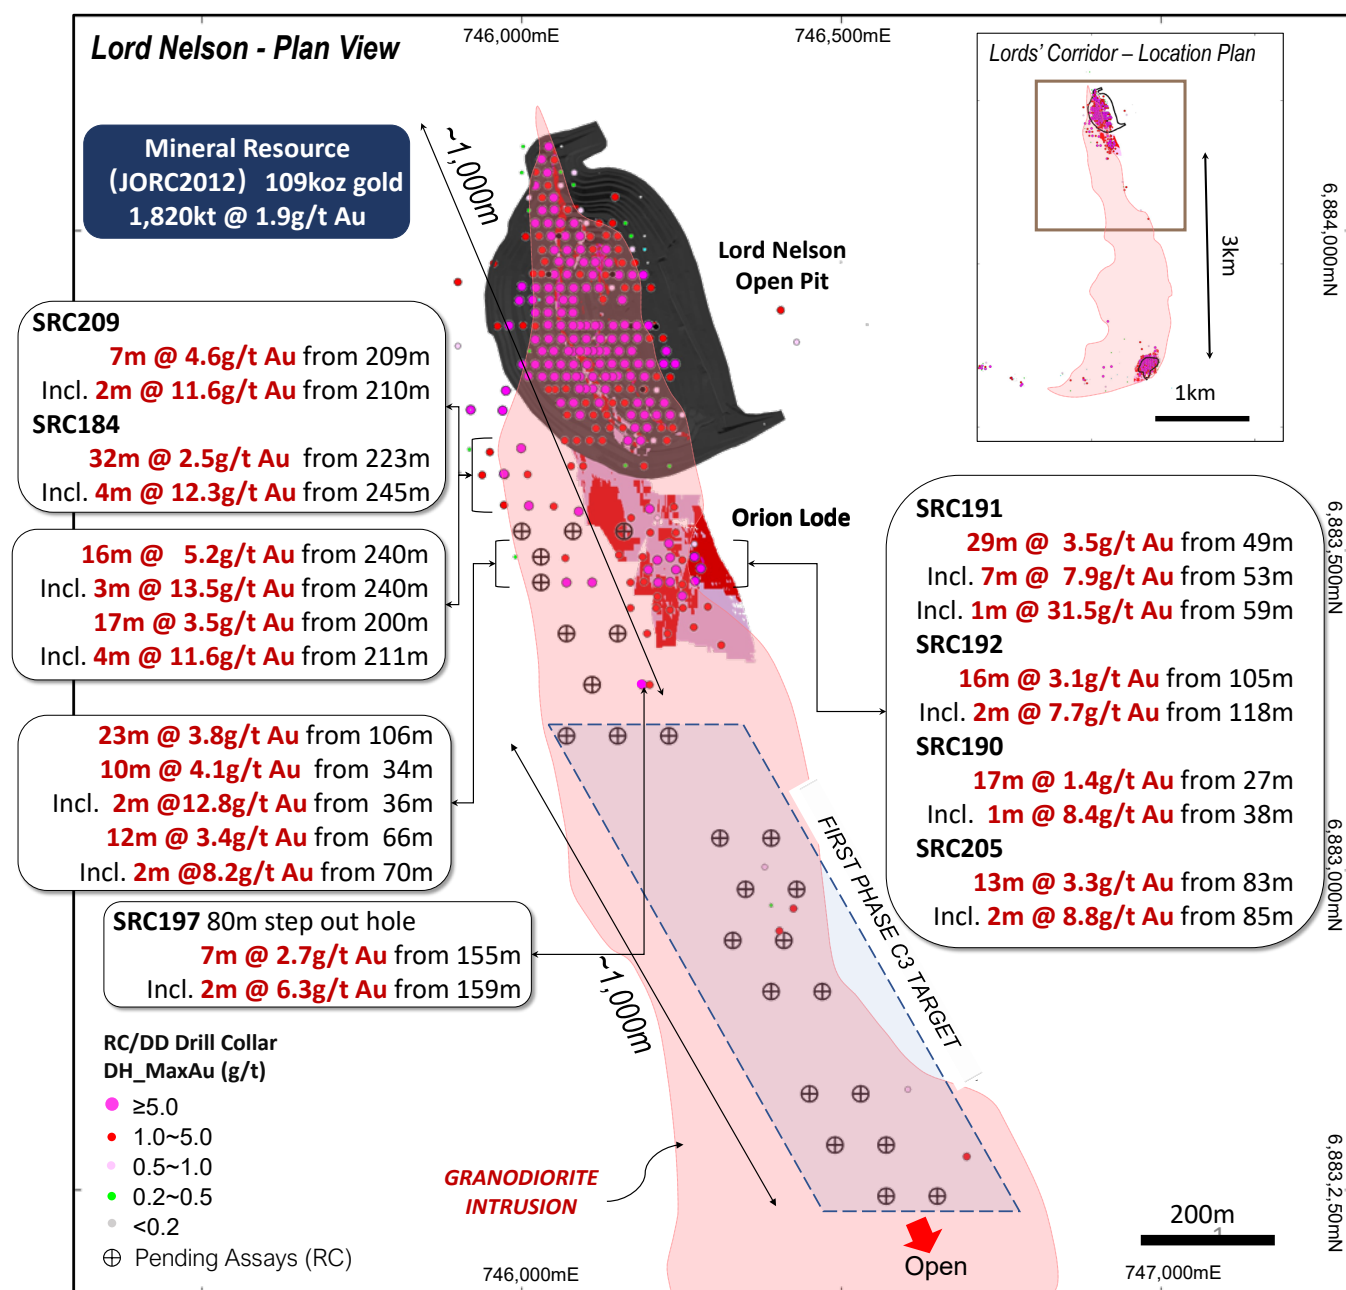 746,000mE
746,500mE
Lord Nelson - Plan View
Lords' Corridor – Location Plan
Mineral Resource
(JORC2012) 109koz gold
1,820kt @ 1.9g/t Au
~1,000m
Lord Nelson
Open Pit
3km
1km
6,884,000mN
SRC209
7m @ 4.6g/t Au from 209m
Incl. 2m @ 11.6g/t Au from 210m
SRC184
32m @ 2.5g/t Au from 223m
Incl. 4m @ 12.3g/t Au from 245m
16m @ 5.2g/t Au from 240m
Incl. 3m @ 13.5g/t Au from 240m
17m @ 3.5g/t Au from 200m
Incl. 4m @ 11.6g/t Au from 211m
23m @ 3.8g/t Au from 106m
10m @ 4.1g/t Au from 34m
Incl. 2m @12.8g/t Au from 36m
12m @ 3.4g/t Au from 66m
Incl. 2m @8.2g/t Au from 70m
SRC197 80m step out hole
7m @ 2.7g/t Au from 155m
Incl. 2m @ 6.3g/t Au from 159m
Orion Lode
SRC191
29m @ 3.5g/t Au from 49m
Incl. 7m @ 7.9g/t Au from 53m
Incl. 1m @ 31.5g/t Au from 59m
SRC192
16m @ 3.1g/t Au from 105m
Incl. 2m @ 7.7g/t Au from 118m
SRC190
17m @ 1.4g/t Au from 27m
Incl. 1m @ 8.4g/t Au from 38m
SRC205
13m @ 3.3g/t Au from 83m
Incl. 2m @ 8.8g/t Au from 85m
6,883,500mN
6,883,000mN
FIRST PHASE C3 TARGET
~1,000m
RC/DD Drill Collar
DH_MaxAu (g/t)
≥5.0
1.0~5.0
0.5~1.0
0.2~0.5
<0.2
Pending Assays (RC)
GRANODIORITE
INTRUSION
6,883,2,50mN
200m
1
Open
746,000mE
747,000mE